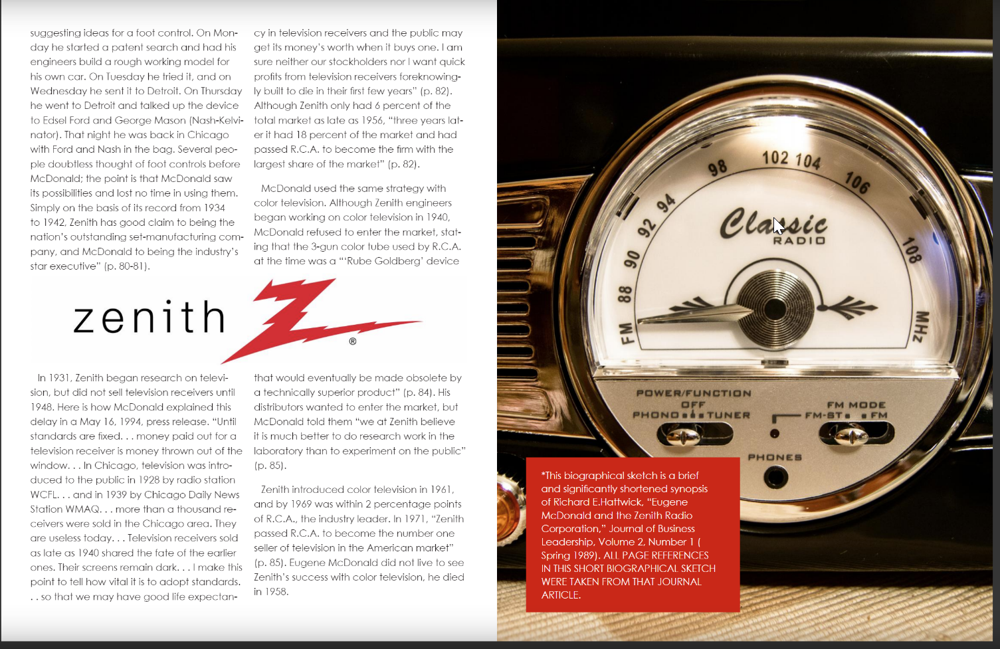 suggesting ideas for a foot control. On Mon-
day he started a patent search and had his
engineers build a rough working model for
his own car. On Tuesday he tried it, and on
Wednesday he sent it to Detroit. On Thursday
he went to Detroit and talked up the device
to Edsel Ford and George Mason (Nash-Kelvi-
nator). That night he was back in Chicago
with Ford and Nash in the bag. Several peo-
ple doubtless thought of foot controls before
McDonald; the point is that McDonald saw
its possibilities and lost no time in using them.
Simply on the basis of its record from 1934
to 1942, Zenith has good claim to being the
nation's outstanding set-manufacturing com-
pany, and McDonald to being the industry's
star executive" (p. 80-81).
zenith
®
In 1931, Zenith began research on televi-
sion, but did not sell television receivers until
1948. Here is how McDonald explained this
delay in a May 16, 1994, press release. "Until
standards are fixed. . . money paid out for a
television receiver is money thrown out of the
window. . . In Chicago, television was intro-
duced to the public in 1928 by radio station
WCFL. . . and in 1939 by Chicago Daily News
Station WMAQ. . . more than a thousand re-
ceivers were sold in the Chicago area. They
are useless today. . . Television receivers sold
as late as 1940 shared the fate of the earlier
ones. Their screens remain dark. . . I make this
point to tell how vital it is to adopt standards.
. . so that we may have good life expectan-
cy in television receivers and the public may
get its money's worth when it buys one. I am
sure neither our stockholders nor I want quick
profits from television receivers foreknowing-
ly built to die in their first few years" (p. 82).
Although Zenith only had 6 percent of the
total market as late as 1956, "three years lat-
er it had 18 percent of the market and had
passed R.C.A. to become the firm with the
largest share of the market" (p. 82).
McDonald used the same strategy with
color television. Although Zenith engineers
began working on color television in 1940,
McDonald refused to enter the market, stat-
ing that the 3-gun color tube used by R.C.A.
at the time was a "'Rube Goldberg' device
that would eventually be made obsolete by
a technically superior product" (p. 84). His
distributors wanted to enter the market, but
McDonald told them "we at Zenith believe
it is much better to do research work in the
laboratory than to experiment on the public"
(p. 85).
Zenith introduced color television in 1961,
and by 1969 was within 2 percentage points
of R.C.A., the industry leader. In 1971, "Zenith
passed R.C.A. to become the number one
seller of television in the American market"
(p. 85). Eugene McDonald did not live to see
Zenith's success with color television, he died
in 1958.
FM 88 90 92 94 98 102 104 106 108 MHz
Classic
RADIO
POWER/FUNCTION
OFF
PHONO TUNER
FM MODE
FM-ST FM
PHONES
*This biographical sketch is a brief
and significantly shortened synopsis
of Richard E.Hattwick, "Eugene
McDonald and the Zenith Radio
Corporation," Journal of Business
Leadership, Volume 2, Number 1 (
Spring 1989). ALL PAGE REFERENCES
IN THIS SHORT BIOGRAPHICAL SKETCH
WERE TAKEN FROM THAT JOURNAL
ARTICLE.